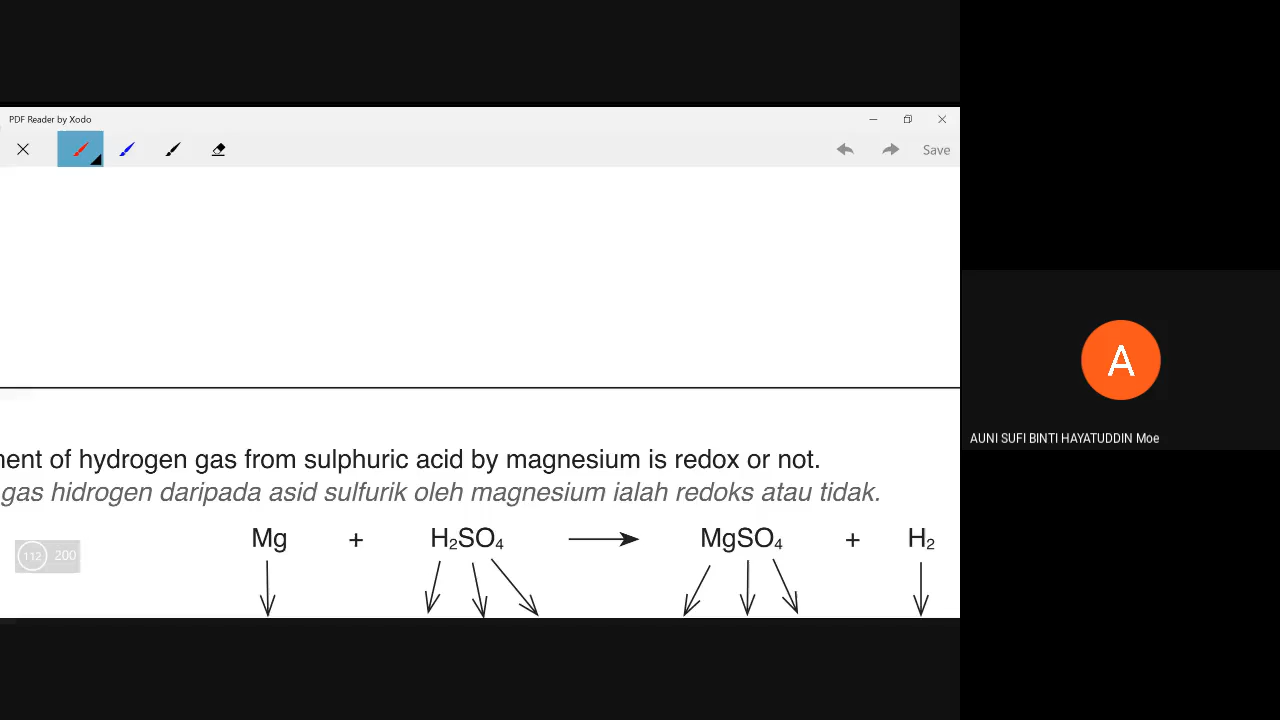 PDF Reader by Xodo
Save
ment of hydrogen gas from sulphuric acid by magnesium is redox or not.
gas hidrogen daripada asid sulfurik oleh magnesium ialah redoks atau tidak.
Mg + H₂SO₄ → MgSO₄ + H₂
112 200
A
AUNI SUFI BINTI HAYATUDDIN Moe